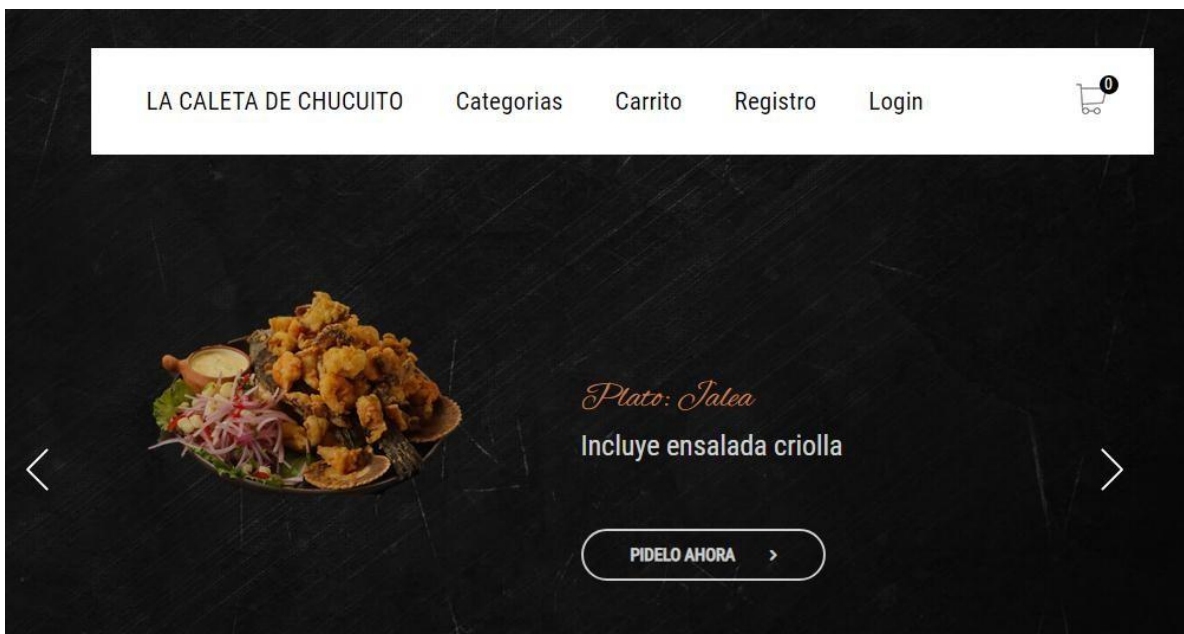 LA CALETA DE CHUCUITO Categorias Carrito Registro Login 0
Plato: Jalea
Incluye ensalada criolla
PIDELO AHORA >